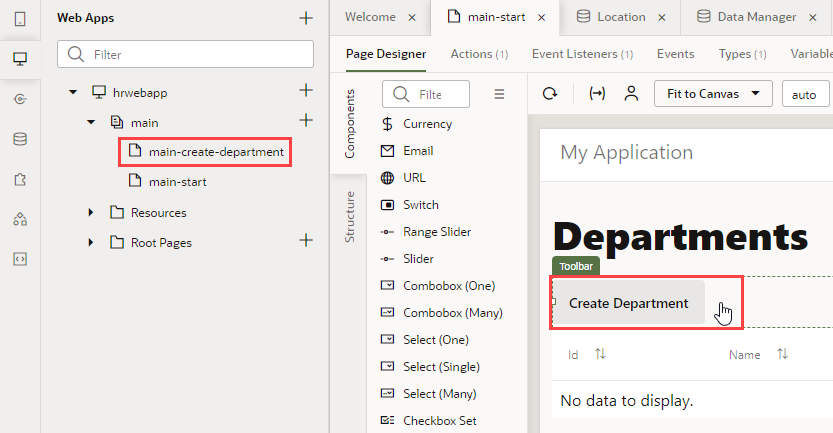 Web Apps
Filter
hrwebapp
main
main-create-department
main-start
Resources
Root Pages
Welcome
main-start
Location
Data Manager
Page Designer
Actions (1)
Event Listeners (1)
Events
Types (1)
Variable
Components
Structure
Filte
Currency
Email
URL
Switch
Range Slider
Slider
Combobox (One)
Combobox (Many)
Select (One)
Select (Single)
Select (Many)
Checkbox Set
Fit to Canvas
auto
My Application
Departments
Toolbar
Create Department
Id
Name
No data to display.